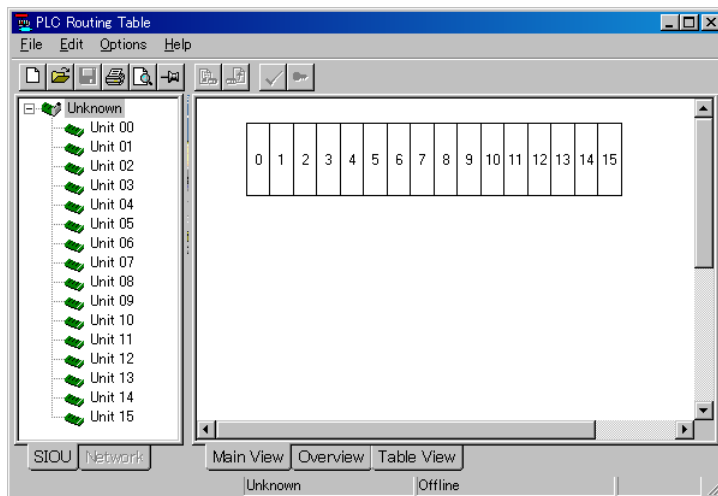 PLC Routing Table
File Edit Options Help
Unknown
Unit 00
Unit 01
Unit 02
Unit 03
Unit 04
Unit 05
Unit 06
Unit 07
Unit 08
Unit 09
Unit 10
Unit 11
Unit 12
Unit 13
Unit 14
Unit 15
0 1 2 3 4 5 6 7 8 9 10 11 12 13 14 15
SIOU Network
Main View Overview Table View
Unknown Offline